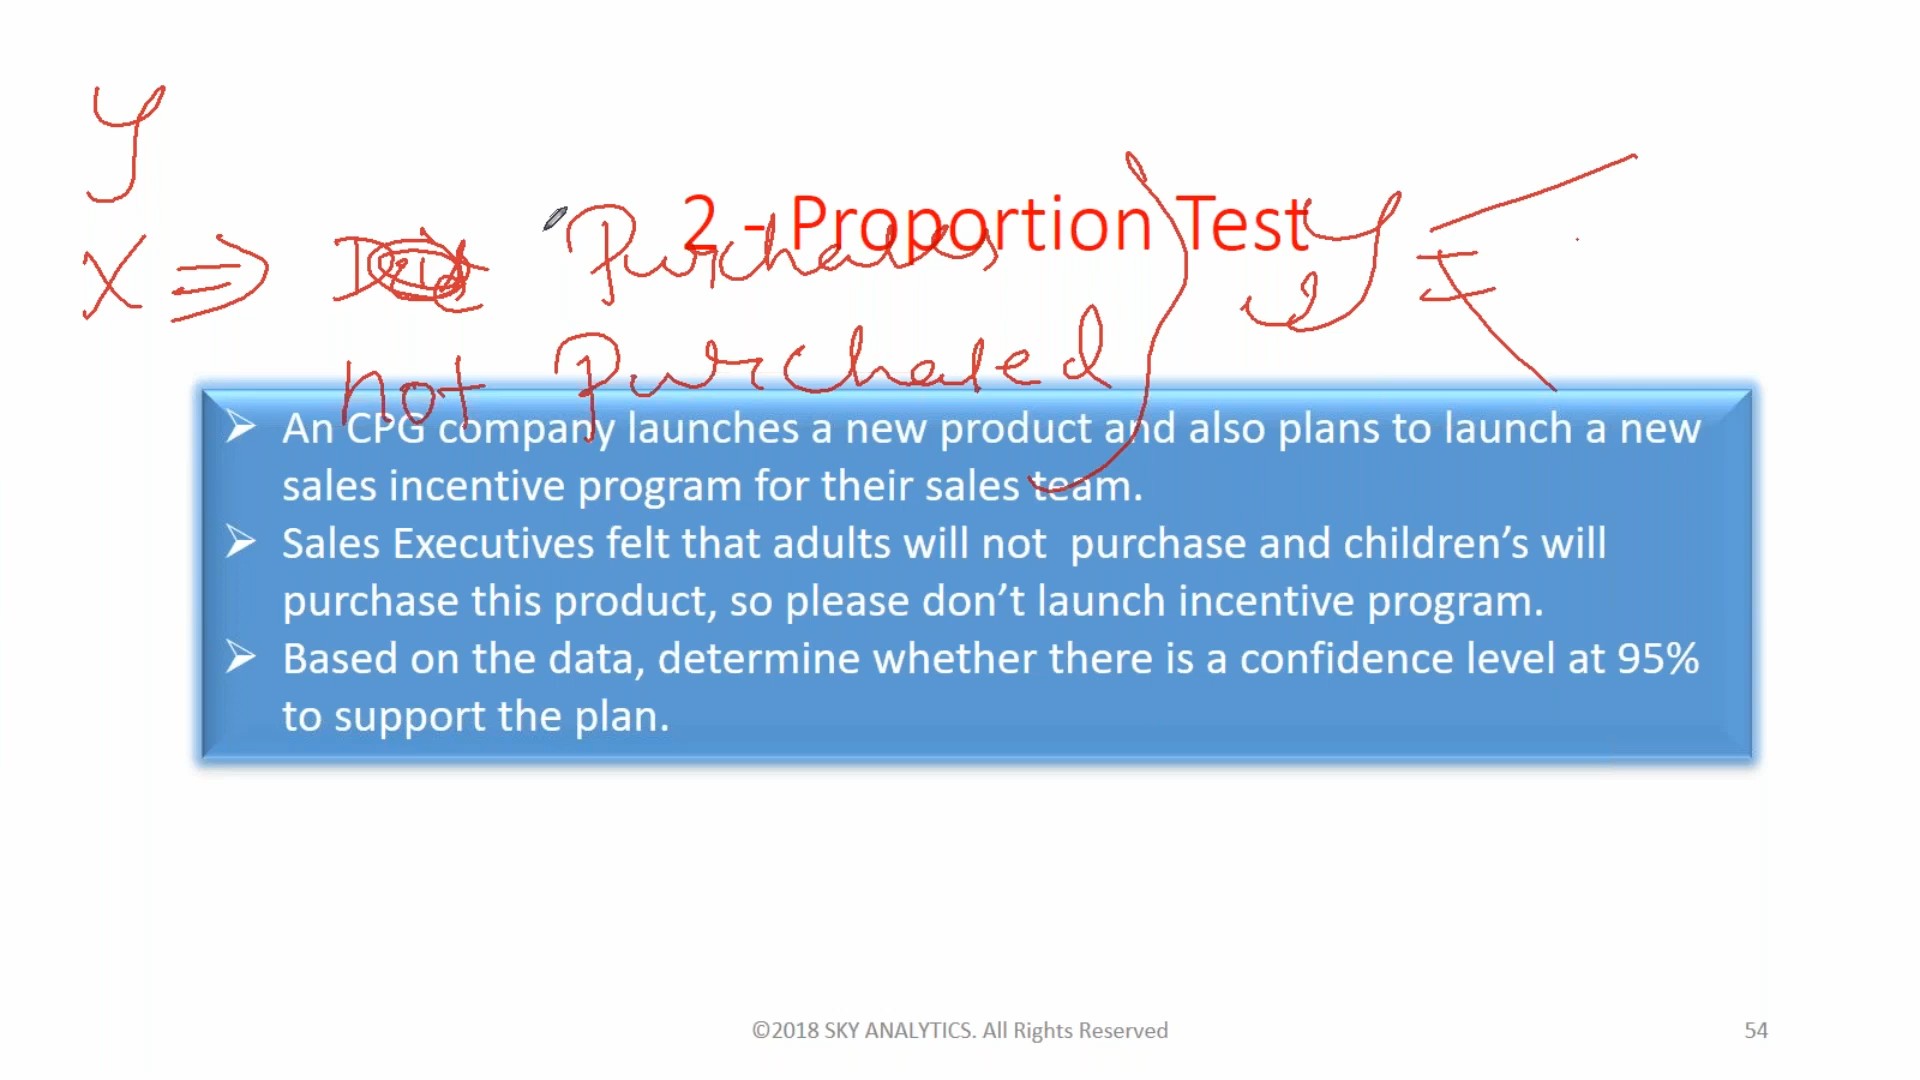 Y
2 - Proportion Test
X ⇒ Purchases Y
not Purchased
➢ An CPG company launches a new product and also plans to launch a new
sales incentive program for their sales team.
➢ Sales Executives felt that adults will not purchase and children’s will
purchase this product, so please don’t launch incentive program.
➢ Based on the data, determine whether there is a confidence level at 95%
to support the plan.
©2018 SKY ANALYTICS. All Rights Reserved
54